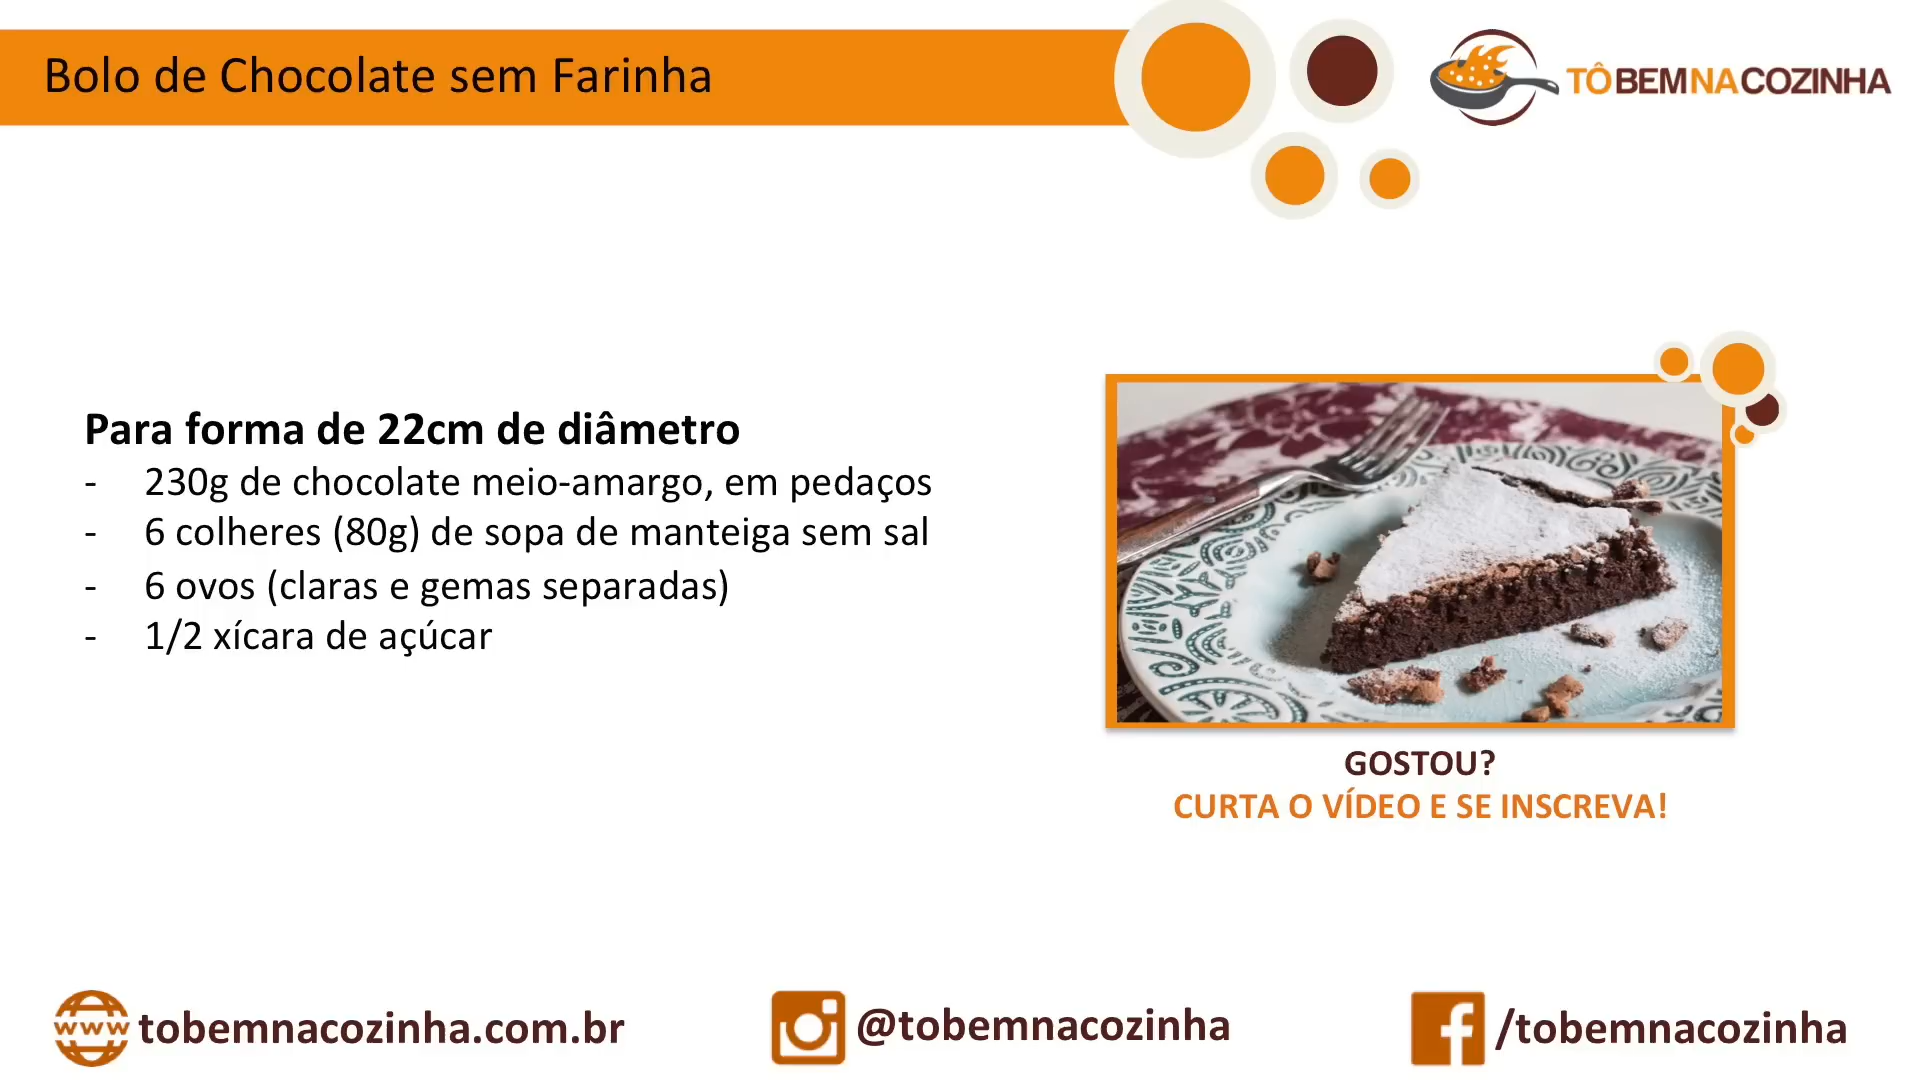 Bolo de Chocolate sem Farinha
TÔBEMNACOZINHA
Para forma de 22cm de diâmetro
- 230g de chocolate meio-amargo, em pedaços
- 6 colheres (80g) de sopa de manteiga sem sal
- 6 ovos (claras e gemas separadas)
- 1/2 xícara de açúcar
GOSTOU?
CURTA O VÍDEO E SE INSCREVA!
www tobemnacozinha.com.br
@tobemnacozinha
/tobemnacozinha